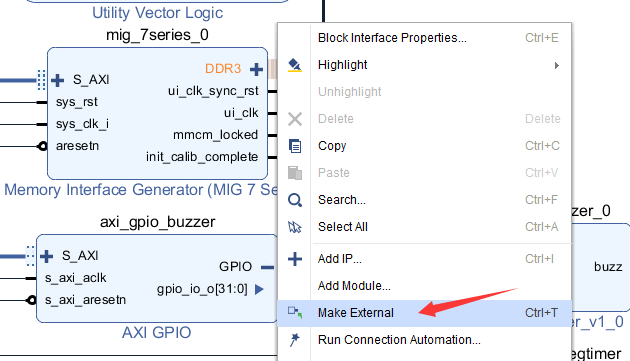 Utility Vector Logic
mig_7series_0
DDR3
S_AXI
ui_clk_sync_rst
sys_rst
ui_clk
sys_clk_i
mmcm_locked
aresetn
init_calib_complete
Memory Interface Generator (MIG 7 Se
axi_gpio_buzzer
S_AXI
GPIO
s_axi_aclk
gpio_io_o[31:0]
s_axi_aresetn
AXI GPIO
Block Interface Properties... Ctrl+E
Highlight
Unhighlight
Delete Delete
Copy Ctrl+C
Paste Ctrl+V
Search... Ctrl+F
Select All Ctrl+A
Add IP... Ctrl+I
Add Module...
Make External Ctrl+T
Run Connection Automation...
zer_0
buzz
er_v1_0
egtimer